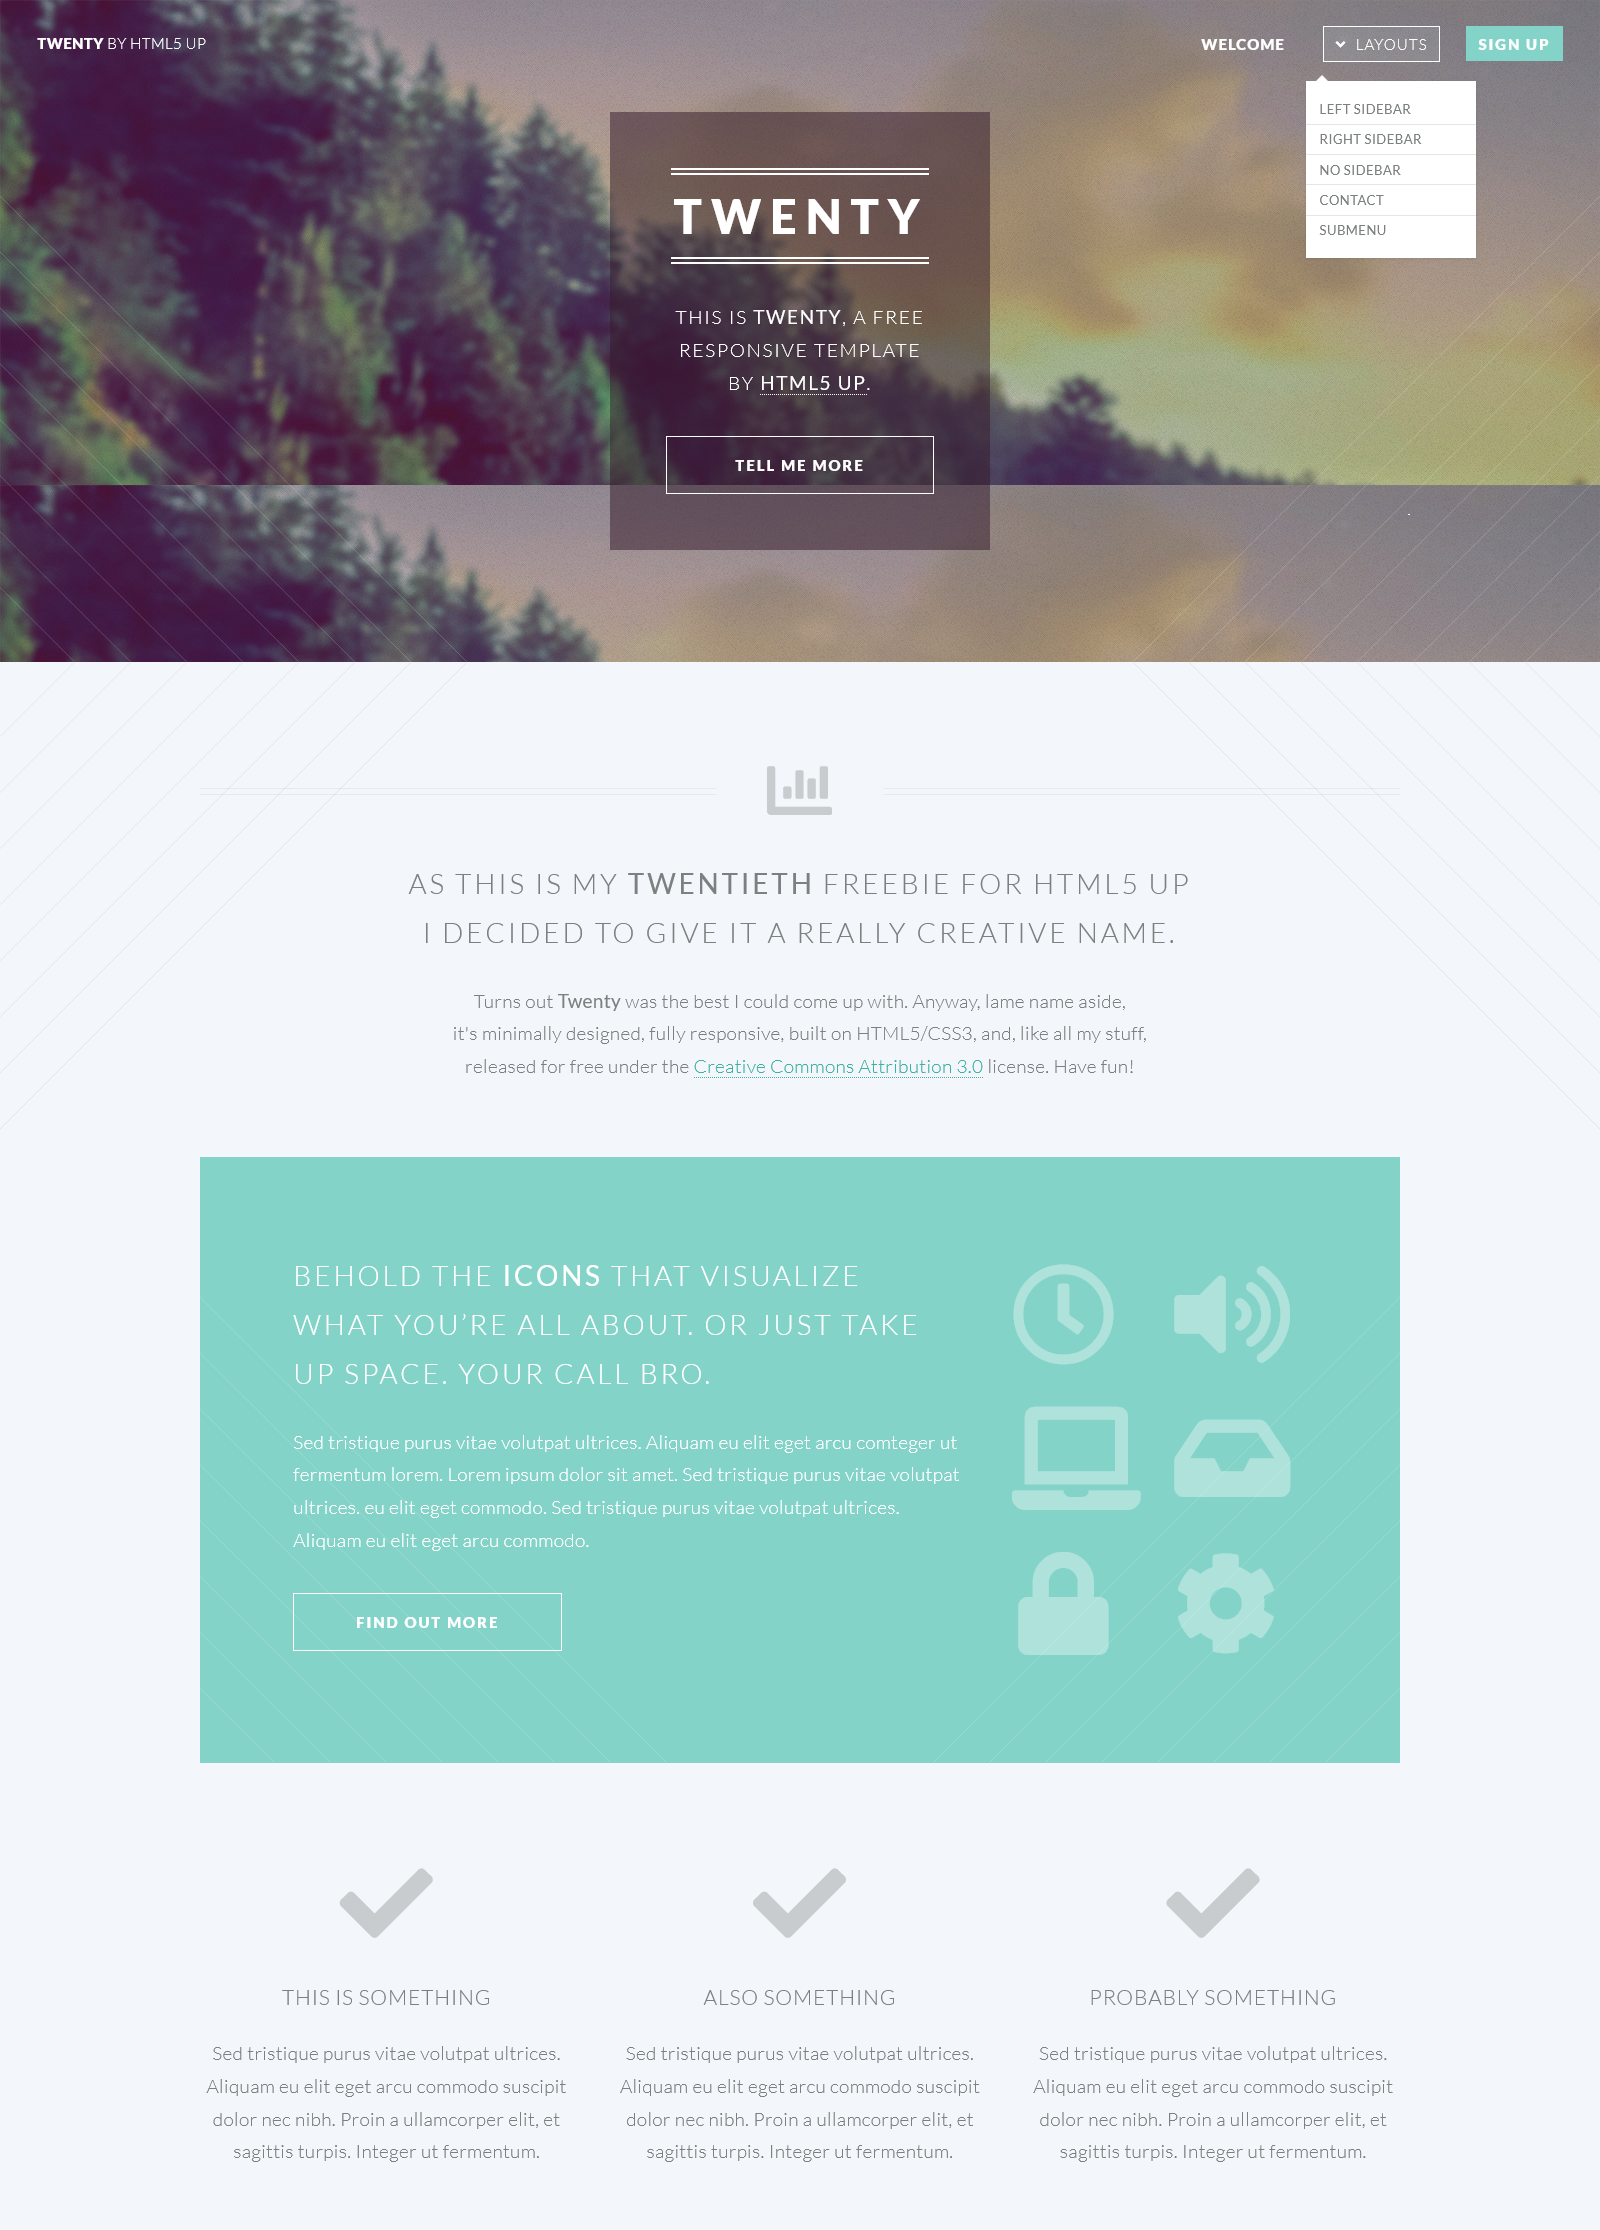 TWENTY BY HTML5 UP
WELCOME
LAYOUTS
SIGN UP
LEFT SIDEBAR
RIGHT SIDEBAR
NO SIDEBAR
CONTACT
SUBMENU
TWENTY
THIS IS TWENTY, A FREE
RESPONSIVE TEMPLATE
BY HTML5 UP.
TELL ME MORE
AS THIS IS MY TWENTIETH FREEBIE FOR HTML5 UP
I DECIDED TO GIVE IT A REALLY CREATIVE NAME.
Turns out Twenty was the best I could come up with. Anyway, lame name aside,
it's minimally designed, fully responsive, built on HTML5/CSS3, and, like all my stuff,
released for free under the Creative Commons Attribution 3.0 license. Have fun!
BEHOLD THE ICONS THAT VISUALIZE
WHAT YOU’RE ALL ABOUT. OR JUST TAKE
UP SPACE. YOUR CALL BRO.
Sed tristique purus vitae volutpat ultrices. Aliquam eu elit eget arcu comteger ut
fermentum lorem. Lorem ipsum dolor sit amet. Sed tristique purus vitae volutpat
ultrices. eu elit eget commodo. Sed tristique purus vitae volutpat ultrices.
Aliquam eu elit eget arcu commodo.
FIND OUT MORE
THIS IS SOMETHING
Sed tristique purus vitae volutpat ultrices.
Aliquam eu elit eget arcu commodo suscipit
dolor nec nibh. Proin a ullamcorper elit, et
sagittis turpis. Integer ut fermentum.
ALSO SOMETHING
Sed tristique purus vitae volutpat ultrices.
Aliquam eu elit eget arcu commodo suscipit
dolor nec nibh. Proin a ullamcorper elit, et
sagittis turpis. Integer ut fermentum.
PROBABLY SOMETHING
Sed tristique purus vitae volutpat ultrices.
Aliquam eu elit eget arcu commodo suscipit
dolor nec nibh. Proin a ullamcorper elit, et
sagittis turpis. Integer ut fermentum.